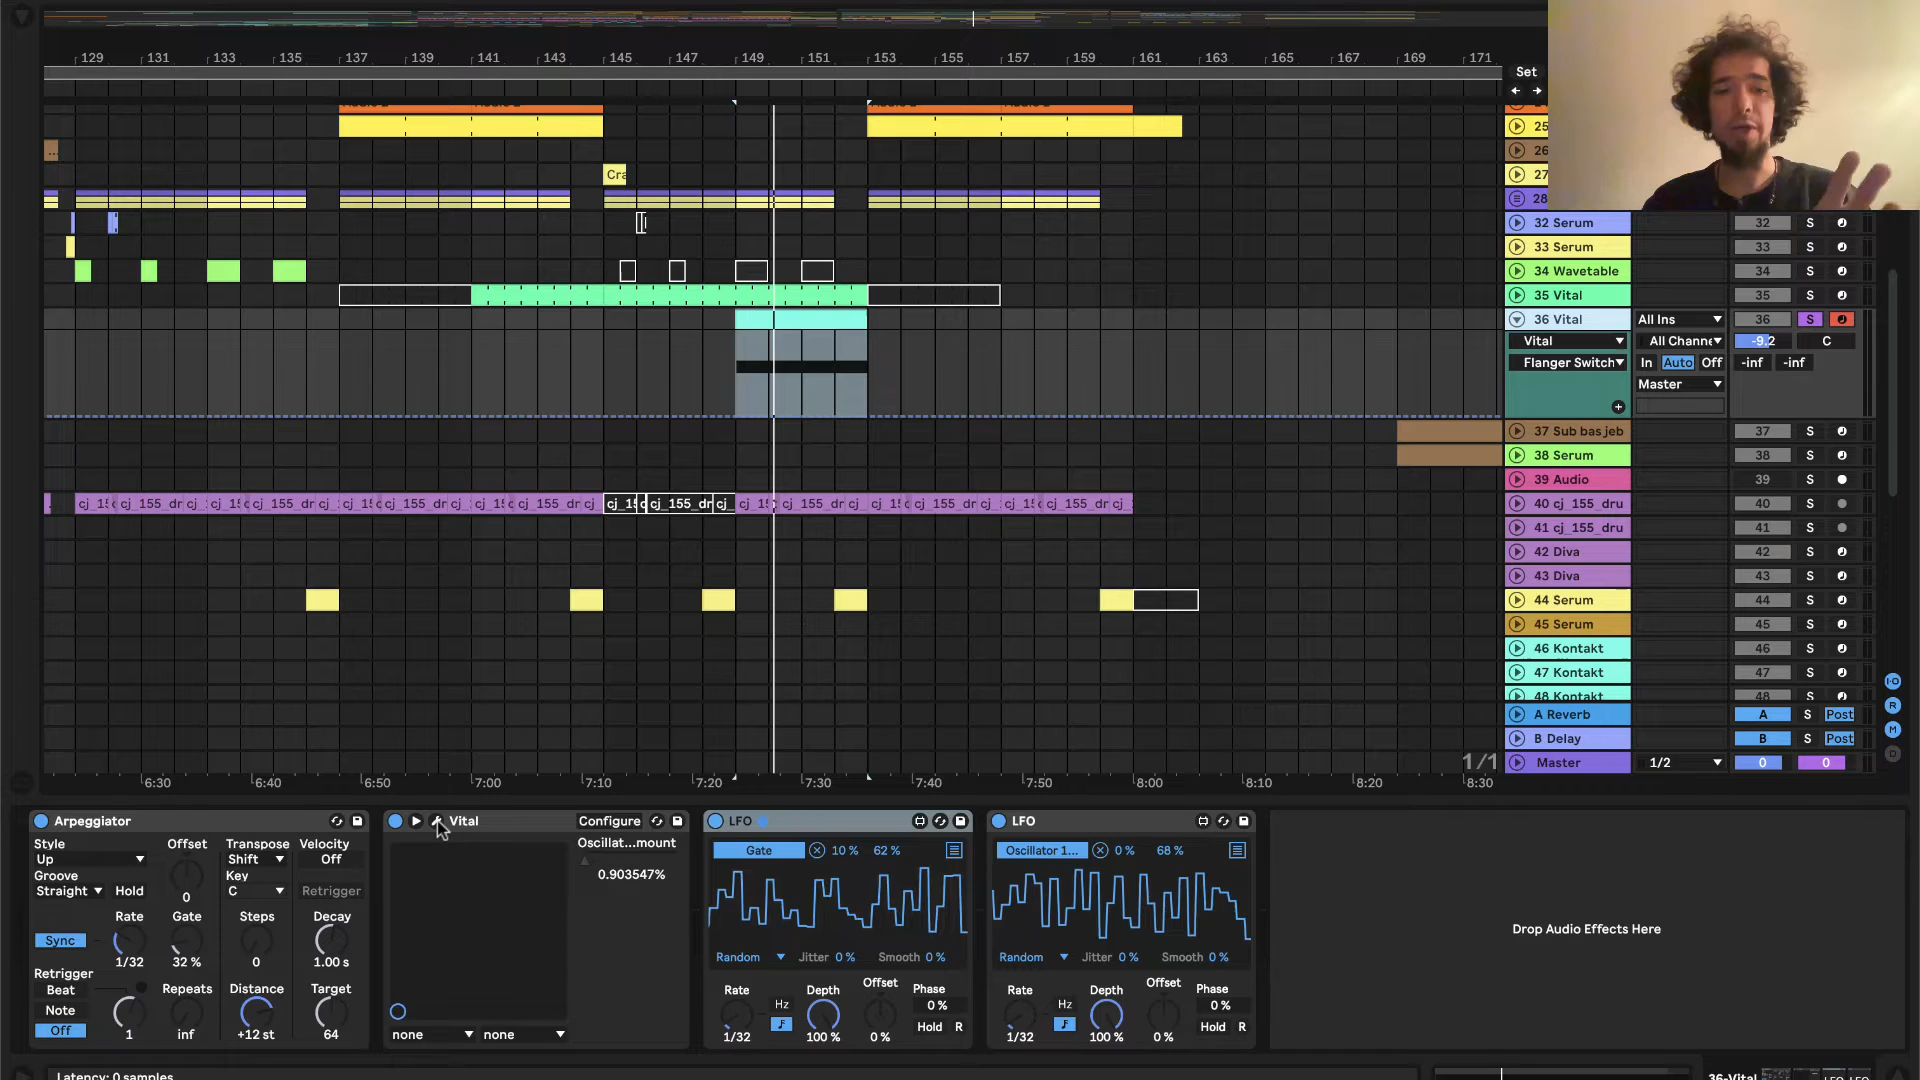 129 131 133 135 137 139 141 143 145 147 149 151 153 155 157 159 161 163 165 167 169 171
Set
25
26
Cra
27
28
32 Serum 32 S
33 Serum 33 S
34 Wavetable 34 S
35 Vital 35 S
36 Vital All Ins 36 S
Vital All Channe -9.2 C
Flanger Switch In Auto Off -inf -inf
Master
37 Sub bas jeb 37 S
38 Serum 38 S
39 Audio 39 S
cj_155_dr cj_155_dr cj_155_dr cj_155_dr cj_155_dr cj_155_dr cj_155_dr 40 cj_155_dru 40 S
41 cj_155_dru 41 S
42 Diva 42 S
43 Diva 43 S
44 Serum 44 S
45 Serum 45 S
46 Kontakt 46 S
47 Kontakt 47 S
48 Kontakt 48 S
A Reverb A S Post
B Delay B S Post
1/1 Master 1/2 0 0
6:30 6:40 6:50 7:00 7:10 7:20 7:30 7:40 7:50 8:00 8:10 8:20 8:30
I·O
R
M
D
Arpeggiator
Style
Up
Groove
Straight Hold
Offset
0
Transpose
Shift
Key
C
Velocity
Off
Retrigger
Rate Gate Steps Decay
Sync 1/32 32 % 0 1.00 s
Retrigger
Beat
Note
Off
Repeats Distance Target
1 inf +12 st 64
Vital Configure
Oscillat...mount
0.903547%
none none
LFO
Gate 10 % 62 %
Random Jitter 0 % Smooth 0 %
Rate Hz Depth Offset Phase
0 %
Hold R
1/32 100 % 0 %
LFO
Oscillator 1... 0 % 68 %
Random Jitter 0 % Smooth 0 %
Rate Hz Depth Offset Phase
0 %
Hold R
1/32 100 % 0 %
Drop Audio Effects Here
Latency: 0 samples
36-Vital